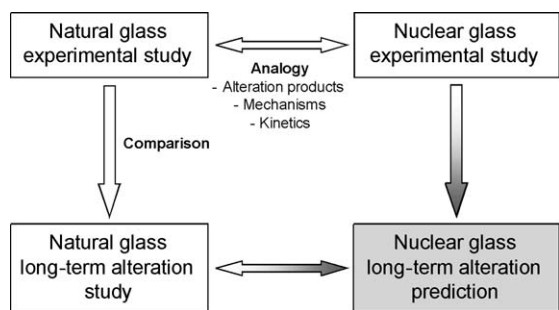 Natural glass
experimental study
Nuclear glass
experimental study
Analogy
- Alteration products
- Mechanisms
- Kinetics
Comparison
Natural glass
long-term alteration
study
Nuclear glass
long-term alteration
prediction